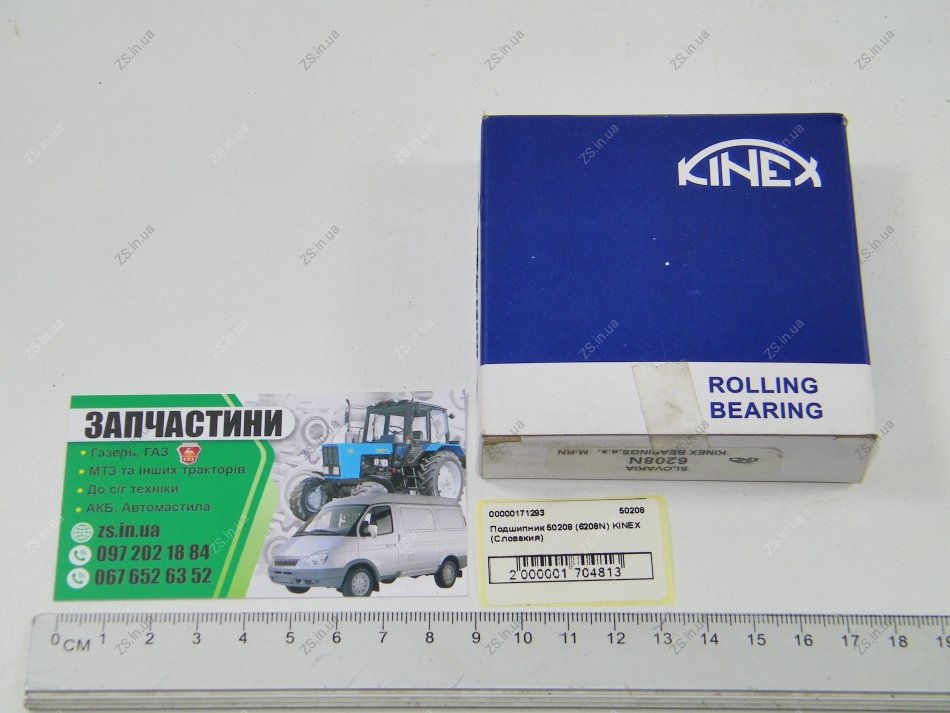 KINEX
ROLLING
BEARING
KINEX
SLOVAKIA
6208N
KINEX BEARINGS,a.s. M-RN
ЗАПЧАСТИНИ
• Газель, ГАЗ
• МТЗ та інших тракторів
• До с/г техніки
• АКБ, Автомастила
zs.in.ua
097 202 18 84
067 652 63 52
00000171293 50208
Подшипник 50208 (6208N) KINEX
(Словакия)
2 000001 704813
0 1 2 3 4 5 6 7 8 9 10 11 12 13 14 15 16 17 18 19
CM
ZS.in.ua